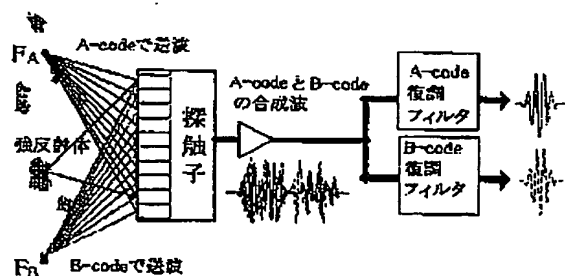 FA
A-codeで送波
強反射体
探触子
A-codeとB-code
の合成波
A-code
復調
フィルタ
B-code
復調
フィルタ
FB
B-codeで送波